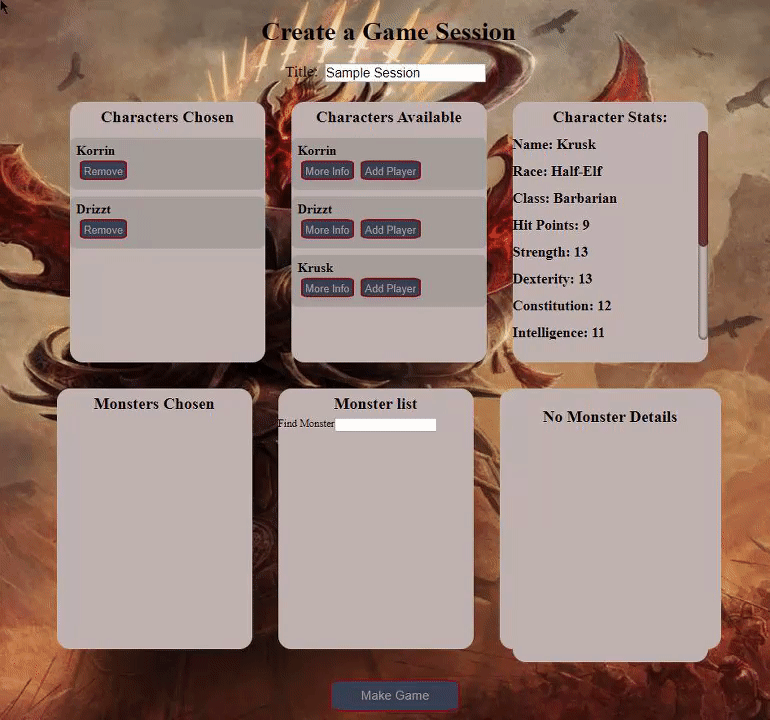 Create a Game Session
Title: Sample Session
Characters Chosen
Korrin
Remove
Drizzt
Remove
Characters Available
Korrin
More Info Add Player
Drizzt
More Info Add Player
Krusk
More Info Add Player
Character Stats:
Name: Krusk
Race: Half-Elf
Class: Barbarian
Hit Points: 9
Strength: 13
Dexterity: 13
Constitution: 12
Intelligence: 11
Monsters Chosen
Monster list
Find Monster
No Monster Details
Make Game